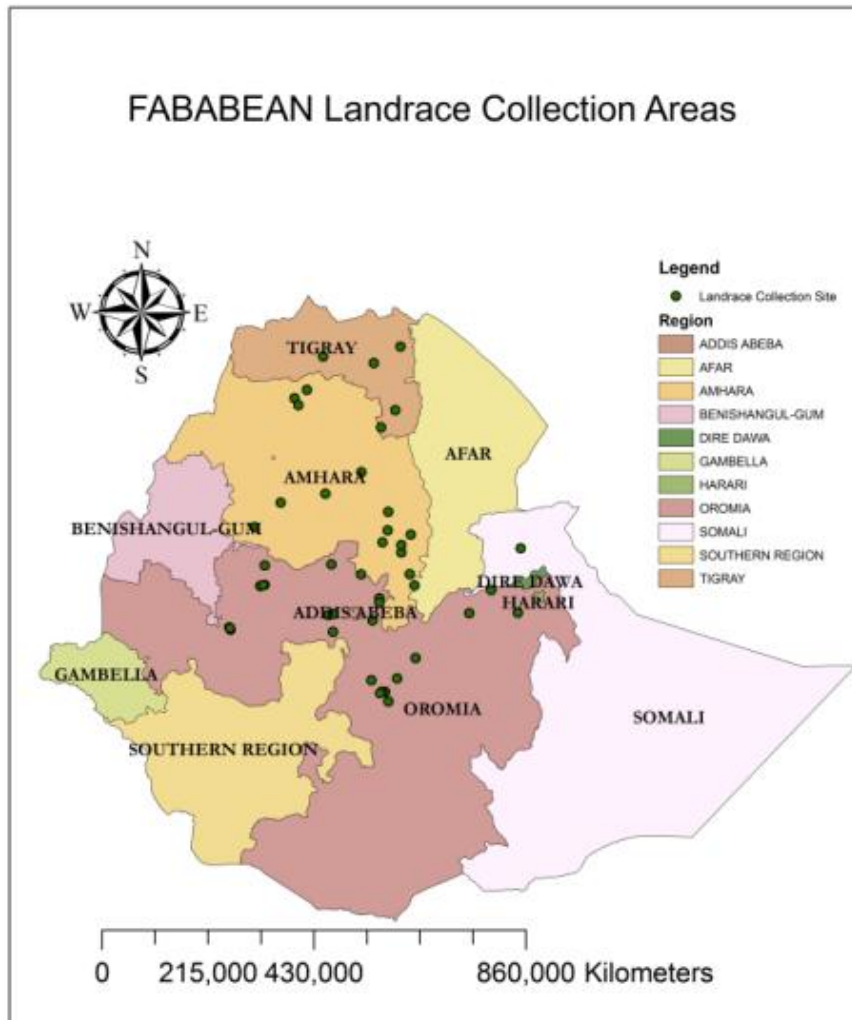 FABABEAN Landrace Collection Areas
N
W
E
S
Legend
Landrace Collection Site
Region
ADDIS ABEBA
AFAR
AMHARA
BENISHANGUL-GUM
DIRE DAWA
GAMBELLA
HARARI
OROMIA
SOMALI
SOUTHERN REGION
TIGRAY
TIGRAY
AFAR
AMHARA
BENISHANGUL-GUM
DIRE DAWA
HARARI
ADDIS ABEBA
GAMBELLA
OROMIA
SOMALI
SOUTHERN REGION
0 215,000 430,000 860,000 Kilometers